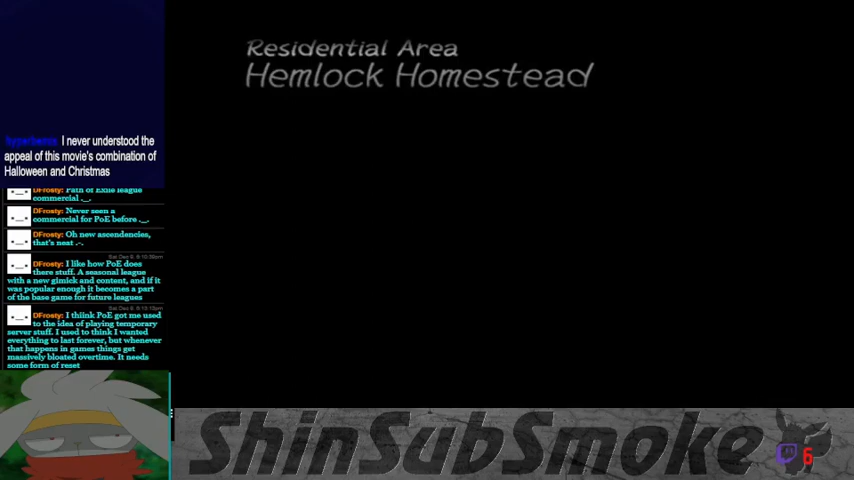 Residential Area
Hemlock Homestead
I never understood the
appeal of this movie's combination of
Halloween and Christmas
DFrosty: Path of Exile league
commercial ._.
DFrosty: Never seen a
commercial for PoE before ._.
DFrosty: Oh new ascendencies,
that's neat .-.
DFrosty: I like how PoE does
there stuff. A seasonal league
with a new gimick and content, and if it
was popular enough it becomes a part
of the base game for future leagues
DFrosty: I thiink PoE got me used
to the idea of playing temporary
server stuff. I used to think I wanted
everything to last forever, but whenever
that happens in games things get
massively bloated overtime. It needs
some form of reset
ShinSubSmoke
6